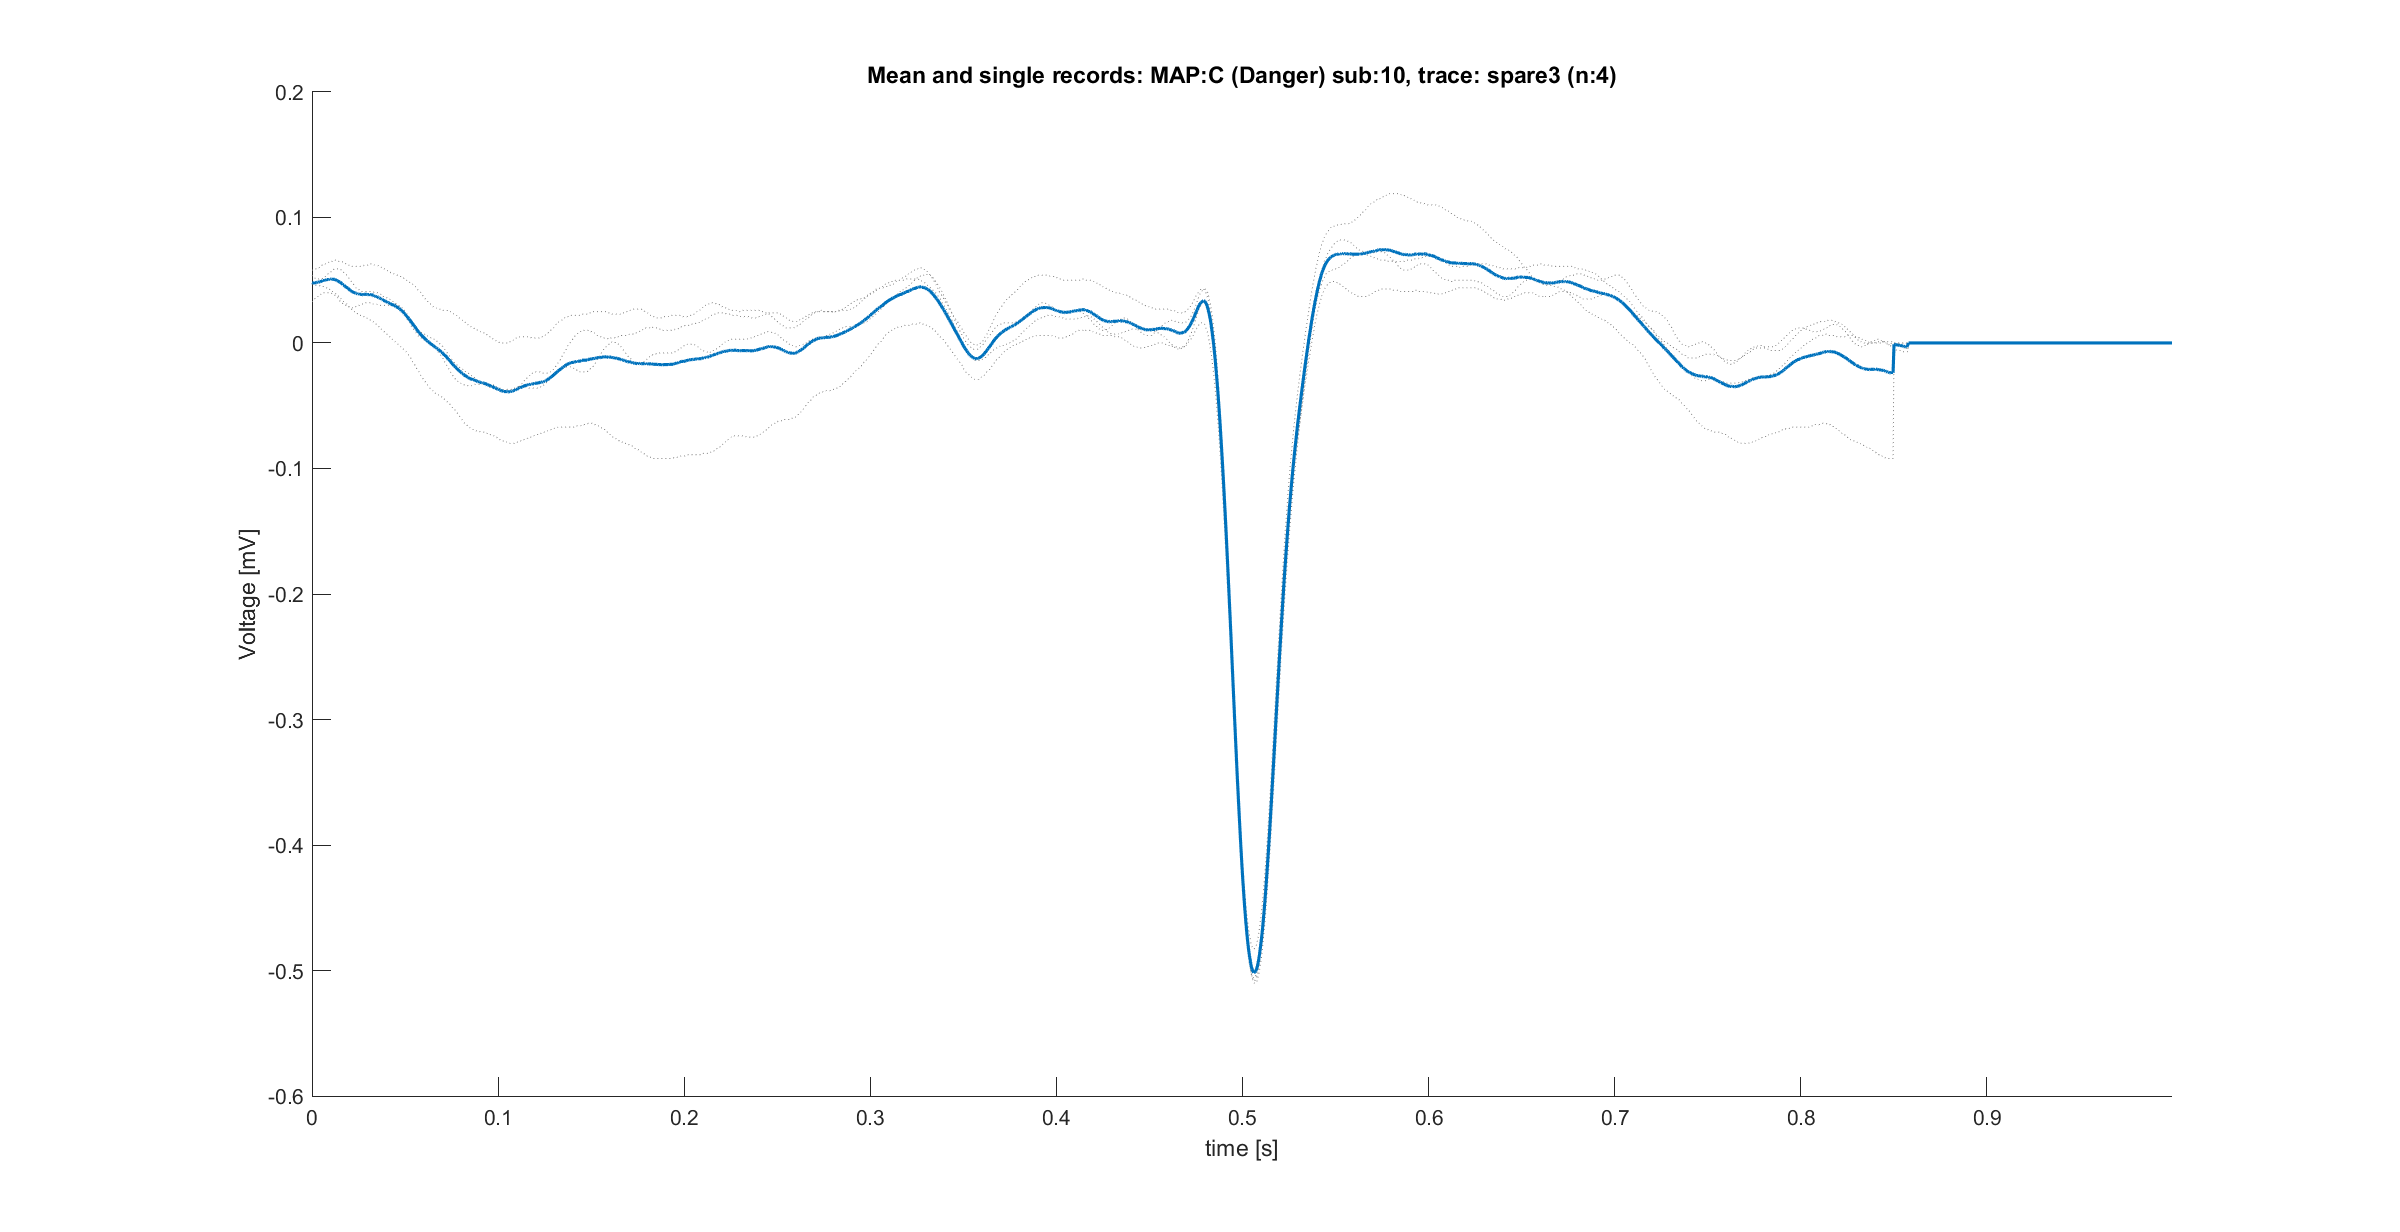 Mean and single records: MAP:C (Danger) sub:10, trace: spare3 (n:4)
0.2
0.1
0
-0.1
-0.2
-0.3
-0.4
-0.5
-0.6
Voltage [mV]
0 0.1 0.2 0.3 0.4 0.5 0.6 0.7 0.8 0.9
time [s]